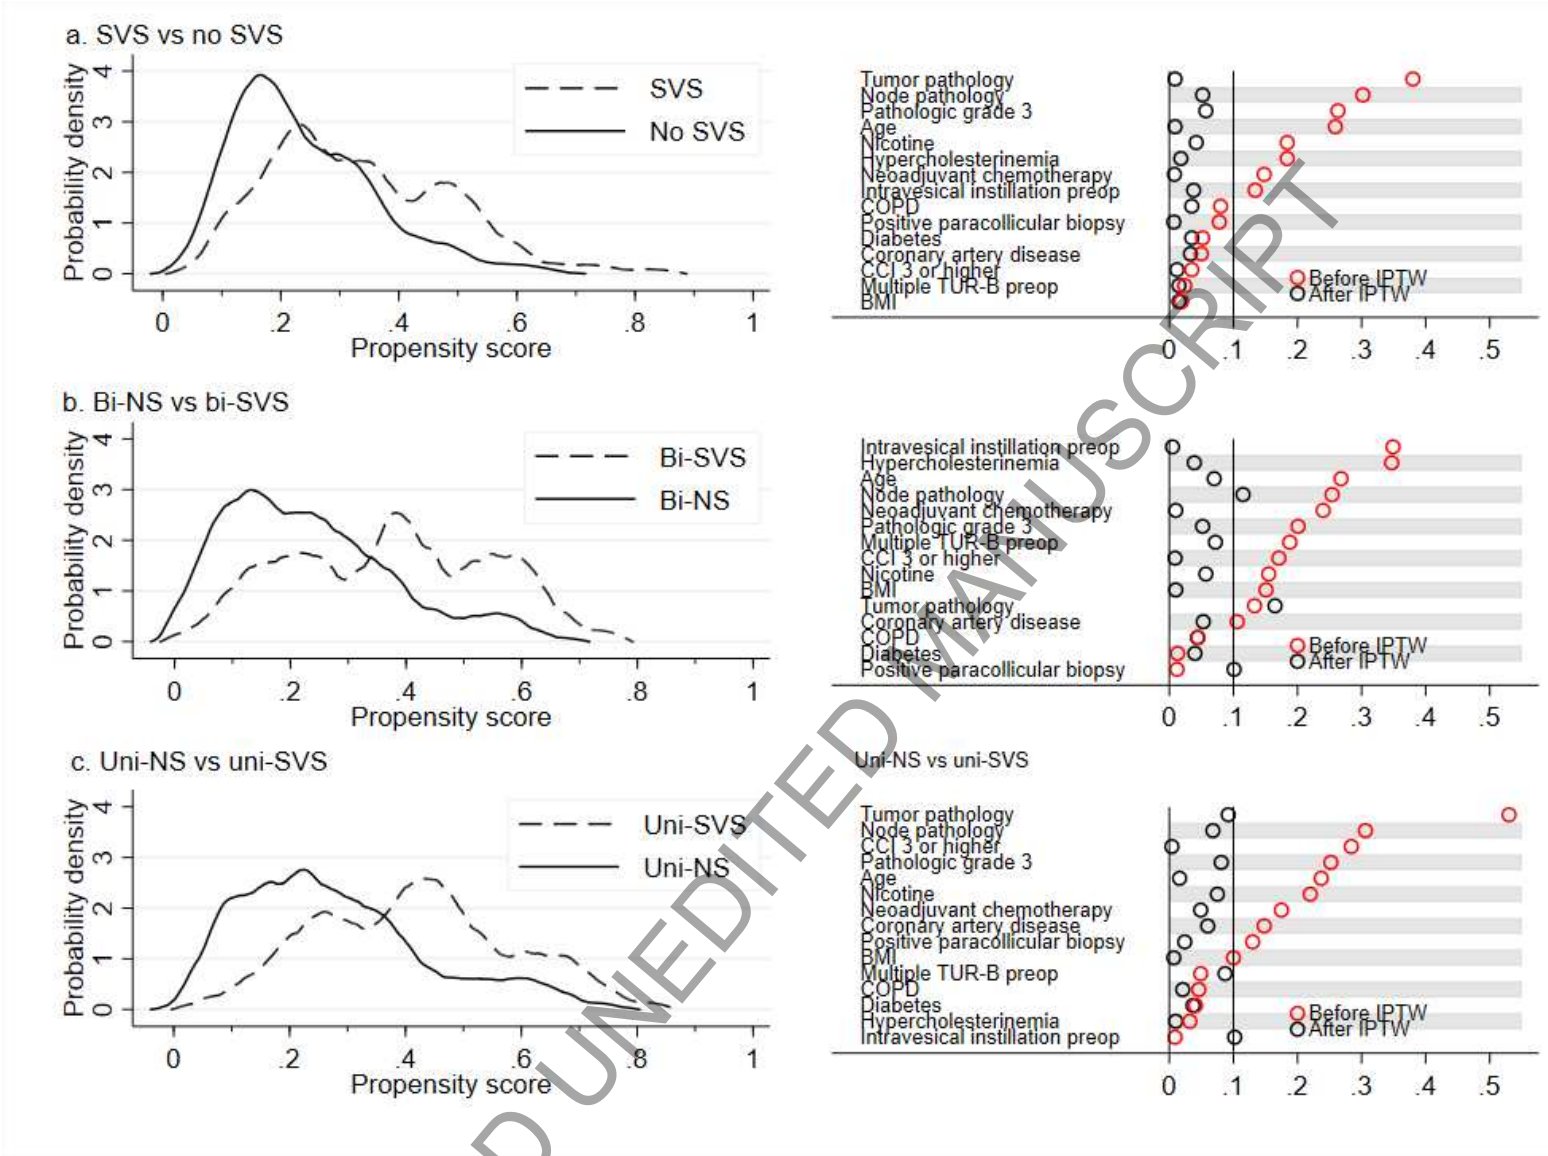 a. SVS vs no SVS
Probability density
4
3
2
1
0
SVS
No SVS
0 .2 .4 .6 .8 1
Propensity score
Tumor pathology
Node pathology
Pathologic grade 3
Age
Nicotine
Hypercholesterinemia
Neoadjuvant chemotherapy
Intravesical instillation preop
COPD
Positive paracollicular biopsy
Diabetes
Coronary artery disease
CCI 3 or higher
Multiple TUR-B preop
BMI
Before IPTW
After IPTW
0 .1 .2 .3 .4 .5
b. Bi-NS vs bi-SVS
Probability density
4
3
2
1
0
Bi-SVS
Bi-NS
0 .2 .4 .6 .8 1
Propensity score
Intravesical instillation preop
Hypercholesterinemia
Age
Node pathology
Neoadjuvant chemotherapy
Pathologic grade 3
Multiple TUR-B preop
CCI 3 or higher
Nicotine
BMI
Tumor pathology
Coronary artery disease
COPD
Diabetes
Positive paracollicular biopsy
Before IPTW
After IPTW
0 .1 .2 .3 .4 .5
c. Uni-NS vs uni-SVS
Probability density
4
3
2
1
0
Uni-SVS
Uni-NS
0 .2 .4 .6 .8 1
Propensity score
Uni-NS vs uni-SVS
Tumor pathology
Node pathology
CCI 3 or higher
Pathologic grade 3
Age
Nicotine
Neoadjuvant chemotherapy
Coronary artery disease
Positive paracollicular biopsy
BMI
Multiple TUR-B preop
COPD
Diabetes
Hypercholesterinemia
Intravesical instillation preop
Before IPTW
After IPTW
0 .1 .2 .3 .4 .5
D UNEDITED MANUSCRIPT